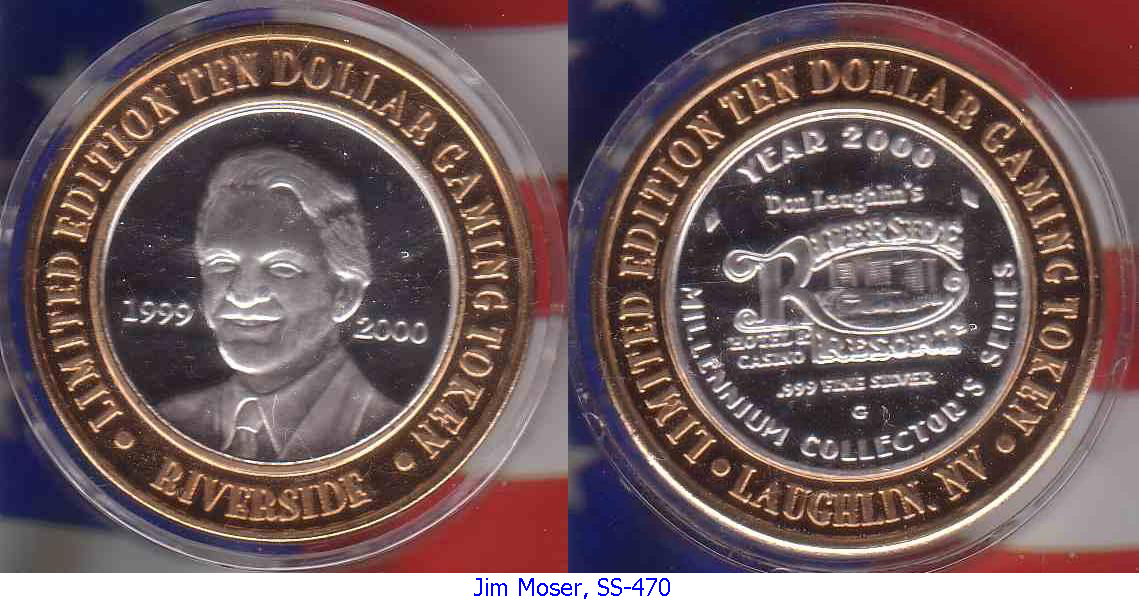 LIMITED EDITION TEN DOLLAR GAMING TOKEN
1999 2000
• RIVERSIDE •
LIMITED EDITION TEN DOLLAR GAMING TOKEN
YEAR 2000
Don Laughlin's
RIVERSIDE
R
HOTEL &
CASINO
RESORT
.999 FINE SILVER
G
MILLENNIUM COLLECTOR'S SERIES
• LAUGHLIN, NV •
Jim Moser, SS-470